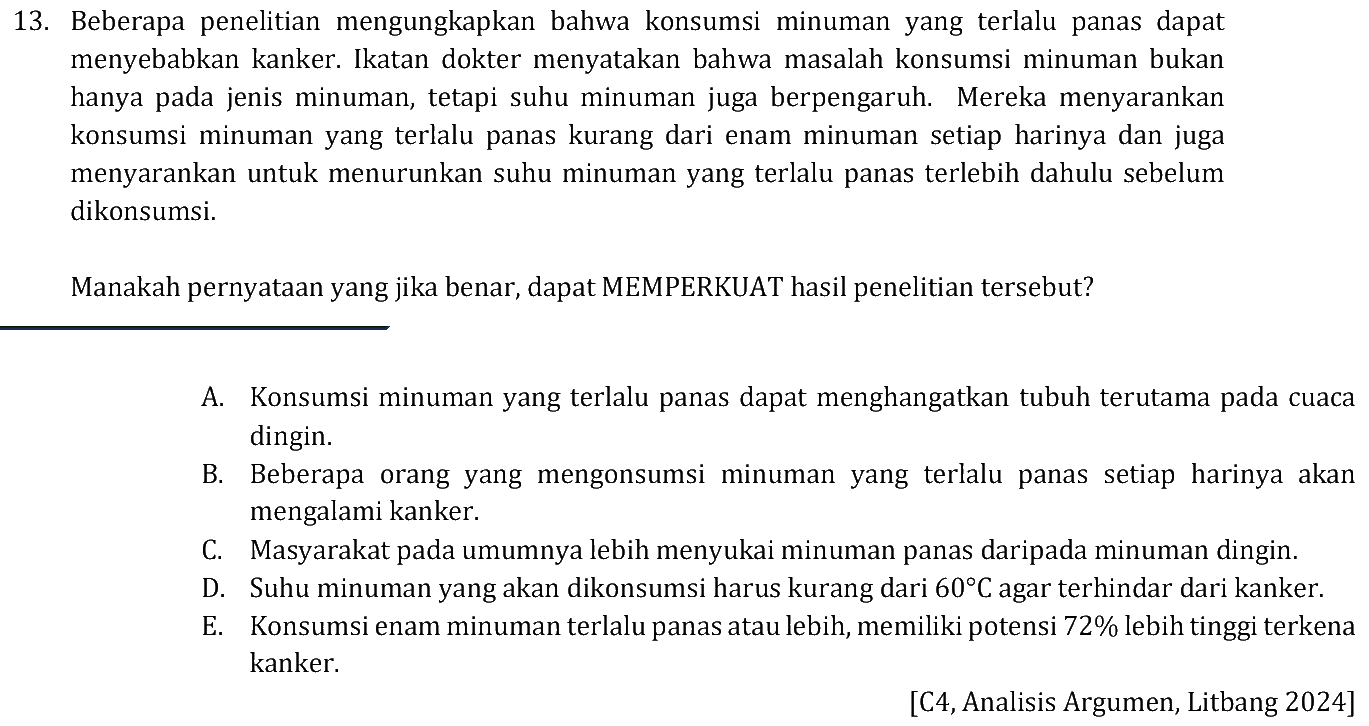 13. Beberapa penelitian mengungkapkan bahwa konsumsi minuman yang terlalu panas dapat
menyebabkan kanker. Ikatan dokter menyatakan bahwa masalah konsumsi minuman bukan
hanya pada jenis minuman, tetapi suhu minuman juga berpengaruh. Mereka menyarankan
konsumsi minuman yang terlalu panas kurang dari enam minuman setiap harinya dan juga
menyarankan untuk menurunkan suhu minuman yang terlalu panas terlebih dahulu sebelum
dikonsumsi.
Manakah pernyataan yang jika benar, dapat MEMPERKUAT hasil penelitian tersebut?
A. Konsumsi minuman yang terlalu panas dapat menghangatkan tubuh terutama pada cuaca
dingin.
B. Beberapa orang yang mengonsumsi minuman yang terlalu panas setiap harinya akan
mengalami kanker.
C. Masyarakat pada umumnya lebih menyukai minuman panas daripada minuman dingin.
D. Suhu minuman yang akan dikonsumsi harus kurang dari 60°C agar terhindar dari kanker.
E. Konsumsi enam minuman terlalu panas atau lebih, memiliki potensi 72% lebih tinggi terkena
kanker.
[C4, Analisis Argumen, Litbang 2024]